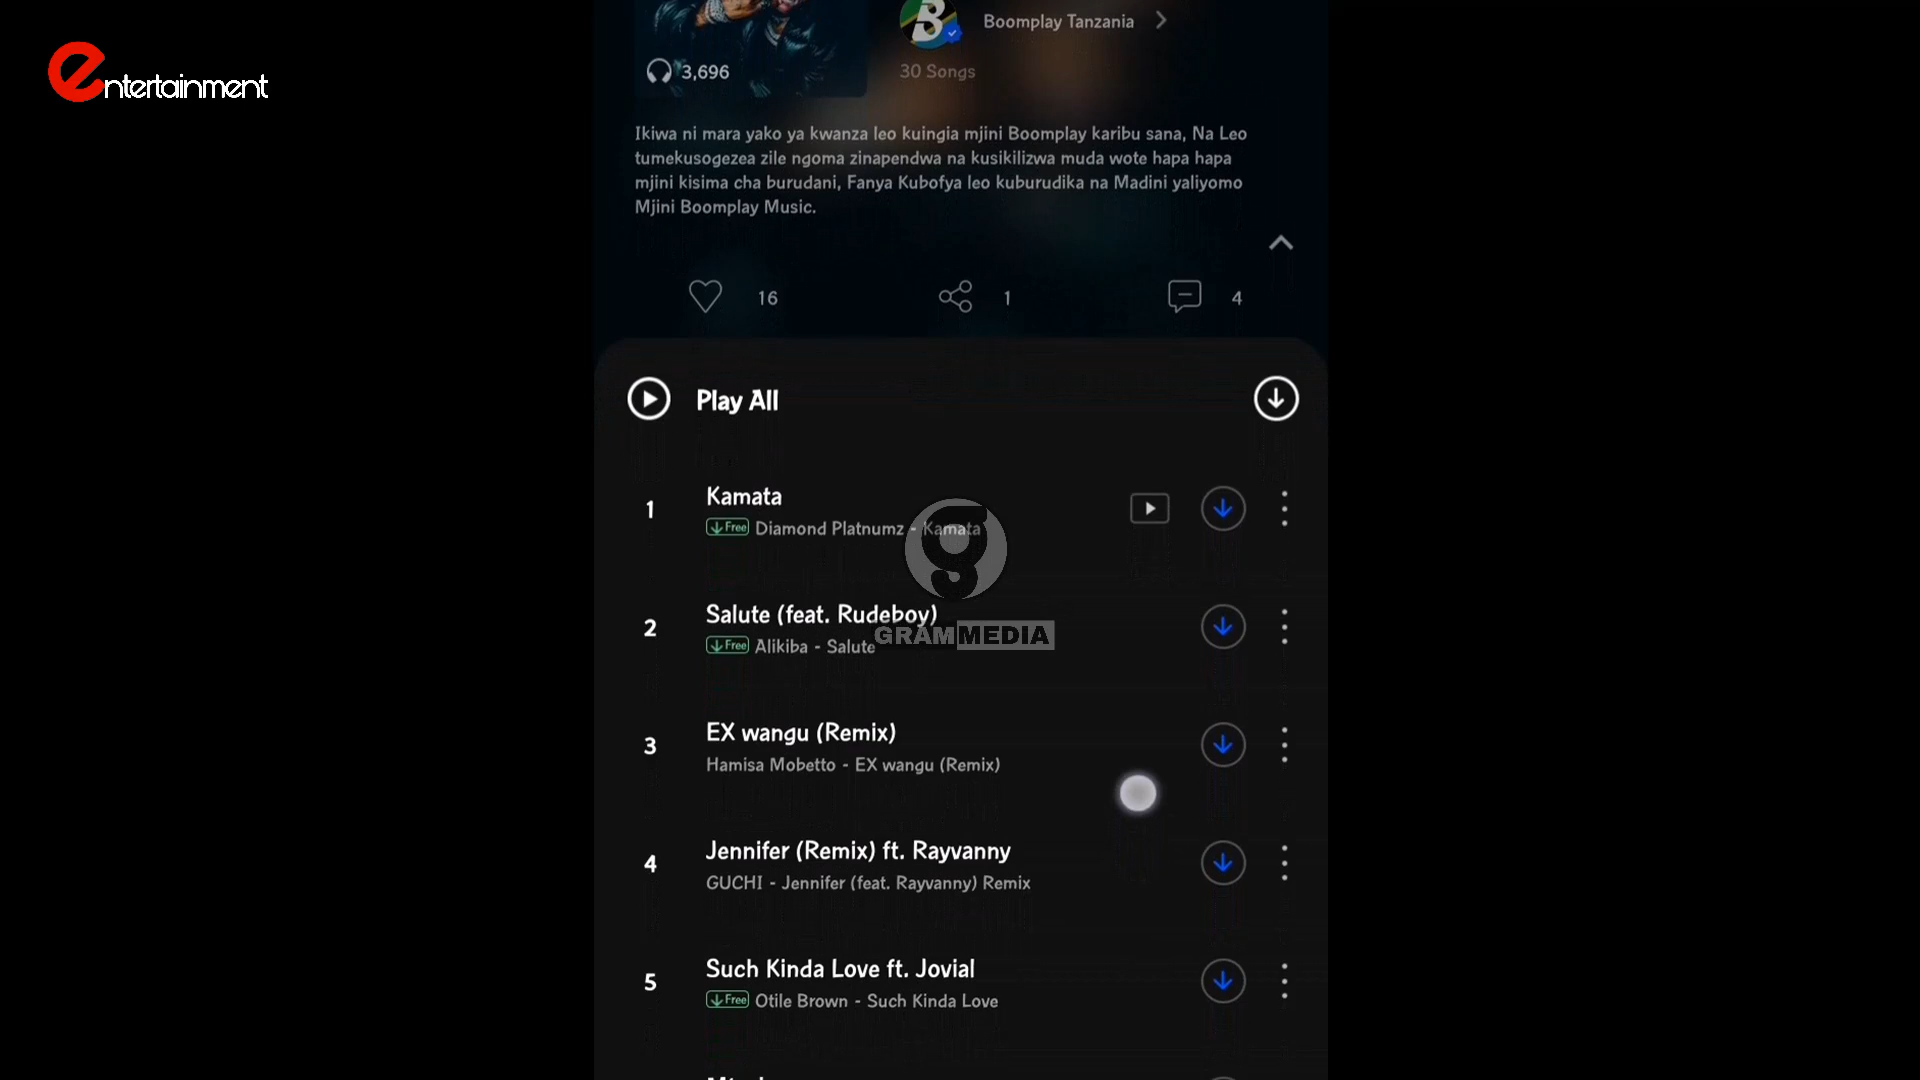 entertainment
Boomplay Tanzania
3,696
30 Songs
Ikiwa ni mara yako ya kwanza leo kuingia mjini Boomplay karibu sana, Na Leo
tumekusogezea zile ngoma zinapendwa na kusikilizwa muda wote hapa hapa
mjini kisima cha burudani, Fanya Kubofya leo kuburudika na Madini yaliyomo
Mjini Boomplay Music.
16
1
4
Play All
1
Kamata
Free Diamond Platnumz - Kamata
2
Salute (feat. Rudeboy)
Free Alikiba - Salute
GRAMMEDIA
3
EX wangu (Remix)
Hamisa Mobetto - EX wangu (Remix)
4
Jennifer (Remix) ft. Rayvanny
GUCHI - Jennifer (feat. Rayvanny) Remix
5
Such Kinda Love ft. Jovial
Free Otile Brown - Such Kinda Love